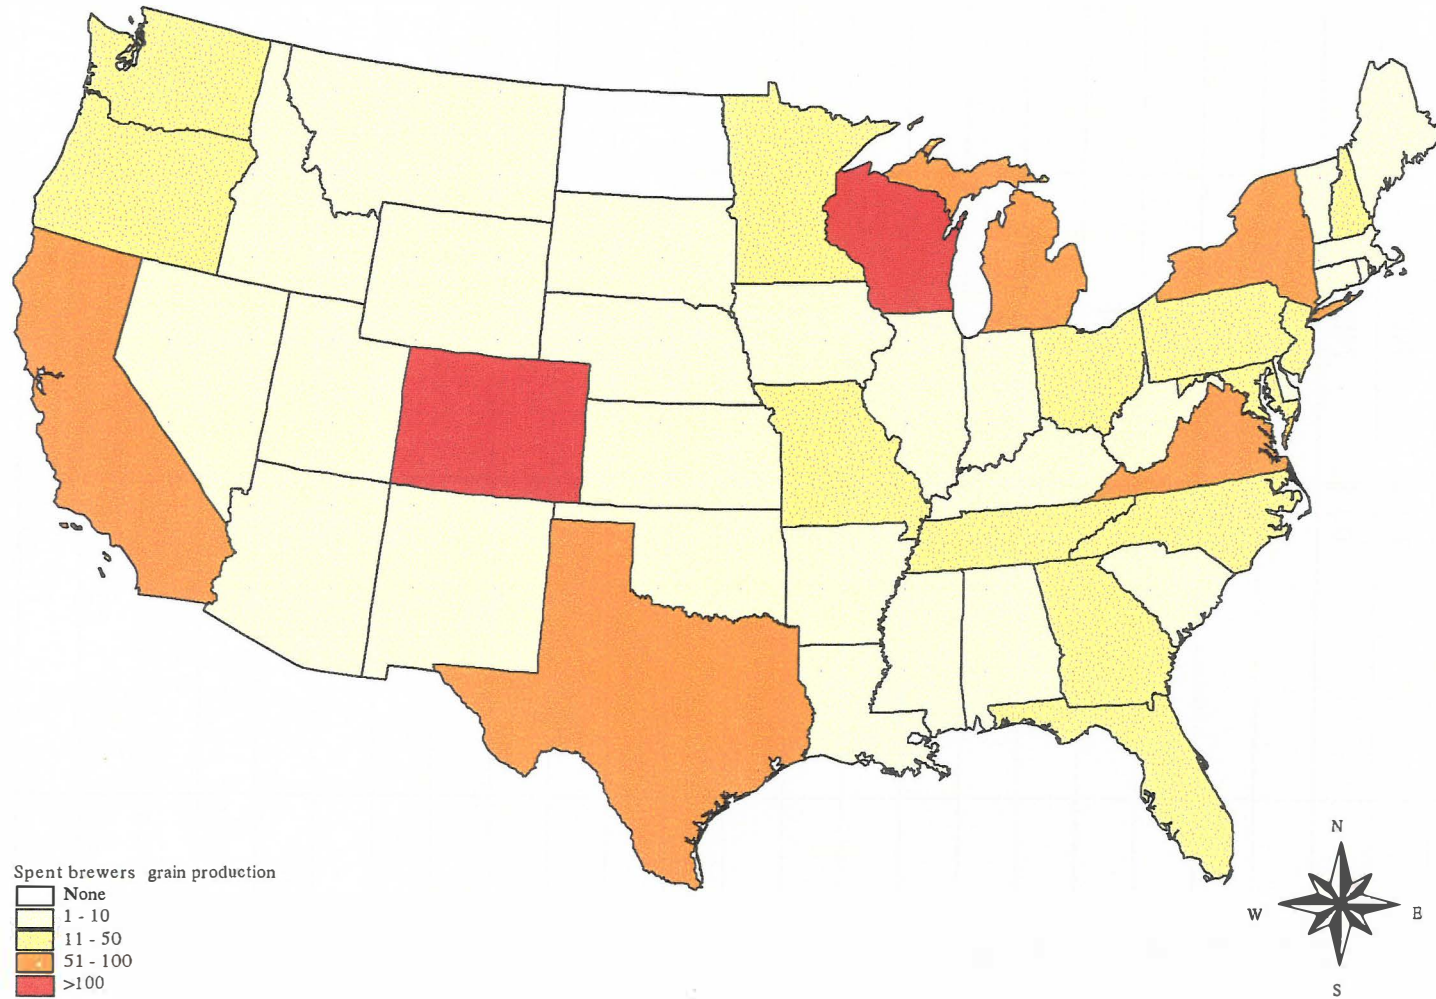 Spent brewers grain production
None
1 - 10
11 - 50
51 - 100
>100
N
W E
S